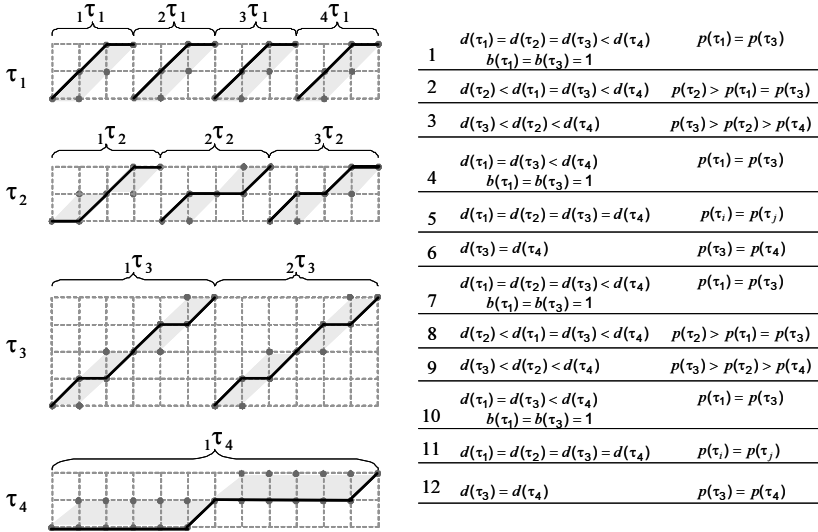 ₁τ₁ ₂τ₁ ₃τ₁ ₄τ₁
τ₁
₁τ₂ ₂τ₂ ₃τ₂
τ₂
₁τ₃ ₂τ₃
τ₃
₁τ₄
τ₄
1 d(τ₁) = d(τ₂) = d(τ₃) < d(τ₄) p(τ₁) = p(τ₃)
b(τ₁) = b(τ₃) = 1
2 d(τ₂) < d(τ₁) = d(τ₃) < d(τ₄) p(τ₂) > p(τ₁) = p(τ₃)
3 d(τ₃) < d(τ₂) < d(τ₄) p(τ₃) > p(τ₂) > p(τ₄)
4 d(τ₁) = d(τ₃) < d(τ₄) p(τ₁) = p(τ₃)
b(τ₁) = b(τ₃) = 1
5 d(τ₁) = d(τ₂) = d(τ₃) = d(τ₄) p(τᵢ) = p(τⱼ)
6 d(τ₃) = d(τ₄) p(τ₃) = p(τ₄)
7 d(τ₁) = d(τ₂) = d(τ₃) < d(τ₄) p(τ₁) = p(τ₃)
b(τ₁) = b(τ₃) = 1
8 d(τ₂) < d(τ₁) = d(τ₃) < d(τ₄) p(τ₂) > p(τ₁) = p(τ₃)
9 d(τ₃) < d(τ₂) < d(τ₄) p(τ₃) > p(τ₂) > p(τ₄)
10 d(τ₁) = d(τ₃) < d(τ₄) p(τ₁) = p(τ₃)
b(τ₁) = b(τ₃) = 1
11 d(τ₁) = d(τ₂) = d(τ₃) = d(τ₄) p(τᵢ) = p(τⱼ)
12 d(τ₃) = d(τ₄) p(τ₃) = p(τ₄)